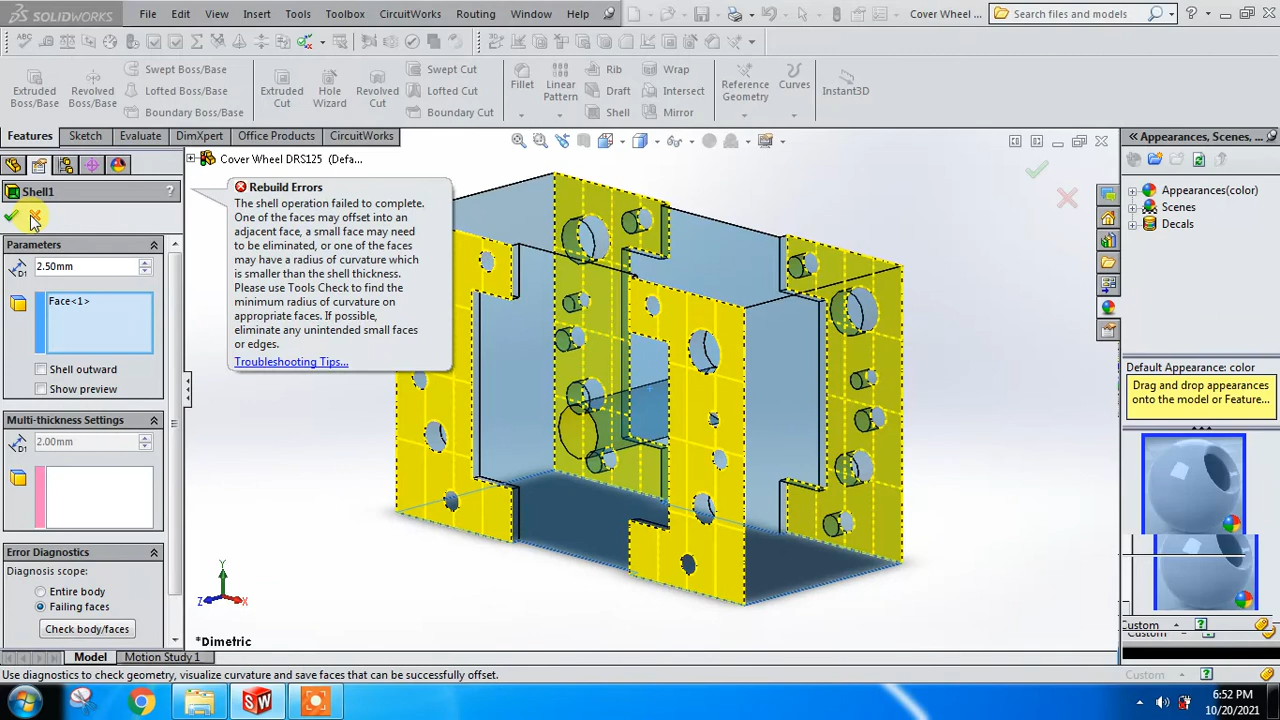 SOLIDWORKS
File
Edit
View
Insert
Tools
Toolbox
CircuitWorks
Routing
Window
Help
Cover Wheel ...
Search files and models
Extruded
Boss/Base
Revolved
Boss/Base
Swept Boss/Base
Lofted Boss/Base
Boundary Boss/Base
Extruded
Cut
Hole
Wizard
Revolved
Cut
Swept Cut
Lofted Cut
Boundary Cut
Fillet
Linear
Pattern
Rib
Draft
Shell
Wrap
Intersect
Mirror
Reference
Geometry
Curves
Instant3D
Features
Sketch
Evaluate
DimXpert
Office Products
CircuitWorks
Cover Wheel DRS125 (Defa...
Appearances, Scenes, ...
Appearances(color)
Scenes
Decals
Shell1
?
Rebuild Errors
The shell operation failed to complete.
One of the faces may offset into an
adjacent face, a small face may need
to be eliminated, or one of the faces
may have a radius of curvature which
is smaller than the shell thickness.
Please use Tools Check to find the
minimum radius of curvature on
appropriate faces. If possible,
eliminate any unintended small faces
or edges.
Troubleshooting Tips...
Parameters
D1
2.50mm
Face<1>
Shell outward
Show preview
Multi-thickness Settings
D1
2.00mm
Error Diagnostics
Diagnosis scope:
Entire body
Failing faces
Check body/faces
Y
Z
X
*Dimetric
Default Appearance: color
Drag and drop appearances
onto the model or Feature...
Custom
Custom
Model
Motion Study 1
Use diagnostics to check geometry, visualize curvature and save faces that can be successfully offset.
Custom
SW
6:52 PM
10/20/2021